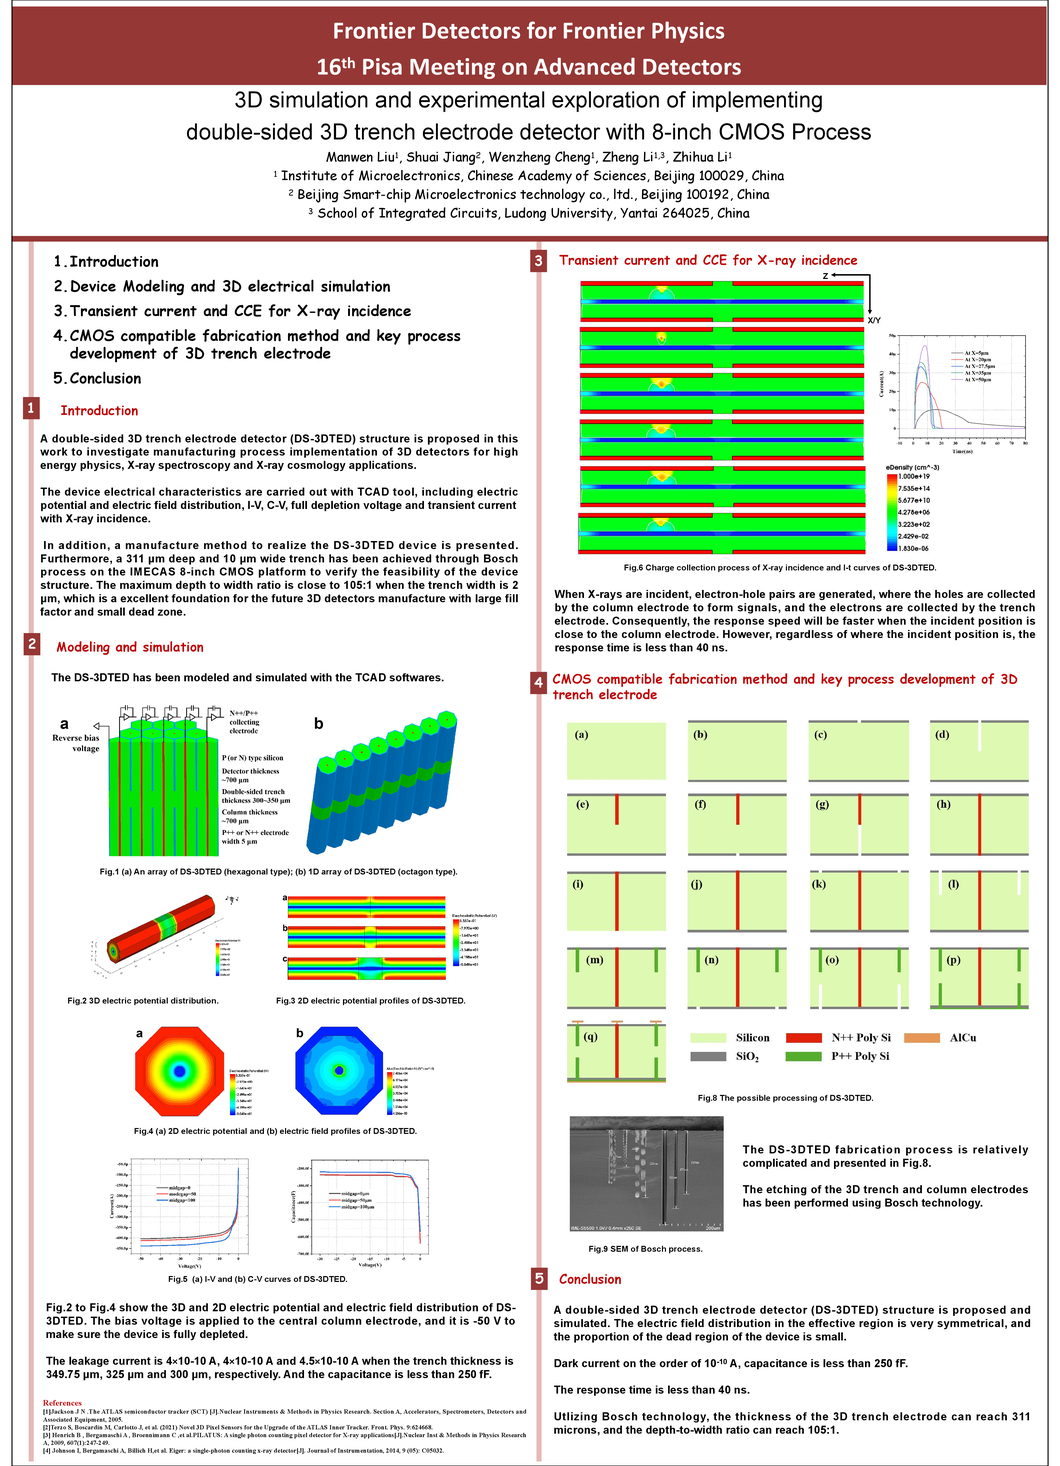 Frontier Detectors for Frontier Physics
16th Pisa Meeting on Advanced Detectors
3D simulation and experimental exploration of implementing
double-sided 3D trench electrode detector with 8-inch CMOS Process
Manwen Liu1, Shuai Jiang2, Wenzheng Cheng1, Zheng Li1,3, Zhihua Li1
1 Institute of Microelectronics, Chinese Academy of Sciences, Beijing 100029, China
2 Beijing Smart-chip Microelectronics technology co., ltd., Beijing 100192, China
3 School of Integrated Circuits, Ludong University, Yantai 264025, China
1.Introduction
2.Device Modeling and 3D electrical simulation
3.Transient current and CCE for X-ray incidence
4.CMOS compatible fabrication method and key process
development of 3D trench electrode
5.Conclusion
1 Introduction
A double-sided 3D trench electrode detector (DS-3DTED) structure is proposed in this
work to investigate manufacturing process implementation of 3D detectors for high
energy physics, X-ray spectroscopy and X-ray cosmology applications.
The device electrical characteristics are carried out with TCAD tool, including electric
potential and electric field distribution, I-V, C-V, full depletion voltage and transient current
with X-ray incidence.
In addition, a manufacture method to realize the DS-3DTED device is presented.
Furthermore, a 311 μm deep and 10 μm wide trench has been achieved through Bosch
process on the IMECAS 8-inch CMOS platform to verify the feasibility of the device
structure. The maximum depth to width ratio is close to 105:1 when the trench width is 2
μm, which is a excellent foundation for the future 3D detectors manufacture with large fill
factor and small dead zone.
2 Modeling and simulation
The DS-3DTED has been modeled and simulated with the TCAD softwares.
a
Reverse bias
voltage
N++/P++
collecting
electrode
P (or N) type silicon
Detector thickness
~700 μm
Double-sided trench
thickness 300~350 μm
Column thickness
~700 μm
P++ or N++ electrode
width 5 μm
b
Fig.1 (a) An array of DS-3DTED (hexagonal type); (b) 1D array of DS-3DTED (octagon type).
a
b
c
Fig.2 3D electric potential distribution.
Fig.3 2D electric potential profiles of DS-3DTED.
a
b
Fig.4 (a) 2D electric potential and (b) electric field profiles of DS-3DTED.
midgap=0
midgap=50
midgap=100
Current(A)
Voltage(V)
midgap=0μm
midgap=50μm
midgap=100μm
Capacitance(F)
Voltage(V)
Fig.5 (a) I-V and (b) C-V curves of DS-3DTED.
Fig.2 to Fig.4 show the 3D and 2D electric potential and electric field distribution of DS-
3DTED. The bias voltage is applied to the central column electrode, and it is -50 V to
make sure the device is fully depleted.
The leakage current is 4×10-10 A, 4×10-10 A and 4.5×10-10 A when the trench thickness is
349.75 μm, 325 μm and 300 μm, respectively. And the capacitance is less than 250 fF.
References
[1]Jackson J N .The ATLAS semiconductor tracker (SCT) [J].Nuclear Instruments & Methods in Physics Research. Section A, Accelerators, Spectrometers, Detectors and
Associated Equipment, 2005.
[2]Terzo S, Boscardin M, Carlotto J, et al. (2021) Novel 3D Pixel Sensors for the Upgrade of the ATLAS Inner Tracker. Front. Phys. 9:624668.
[3] Henrich B , Bergamaschi A , Broennimann C ,et al.PILATUS: A single photon counting pixel detector for X-ray applications[J].Nuclear Inst & Methods in Physics Research
A, 2009, 607(1):247-249.
[4] Johnson I, Bergamaschi A, Billich H,et al. Eiger: a single-photon counting x-ray detector[J]. Journal of Instrumentation, 2014, 9 (05): C05032.
3 Transient current and CCE for X-ray incidence
Z
X/Y
At X=5μm
At X=20μm
At X=27.5μm
At X=35μm
At X=50μm
Current(A)
Time(ns)
eDensity (cm^-3)
1.000e+19
7.535e+14
5.677e+10
4.278e+06
3.223e+02
2.429e-02
1.830e-06
Fig.6 Charge collection process of X-ray incidence and I-t curves of DS-3DTED.
When X-rays are incident, electron-hole pairs are generated, where the holes are collected
by the column electrode to form signals, and the electrons are collected by the trench
electrode. Consequently, the response speed will be faster when the incident position is
close to the column electrode. However, regardless of where the incident position is, the
response time is less than 40 ns.
4 CMOS compatible fabrication method and key process development of 3D
trench electrode
(a) (b) (c) (d)
(e) (f) (g) (h)
(i) (j) (k) (l)
(m) (n) (o) (p)
(q)
Silicon N++ Poly Si AlCu
SiO2 P++ Poly Si
Fig.8 The possible processing of DS-3DTED.
Fig.9 SEM of Bosch process.
The DS-3DTED fabrication process is relatively
complicated and presented in Fig.8.
The etching of the 3D trench and column electrodes
has been performed using Bosch technology.
5 Conclusion
A double-sided 3D trench electrode detector (DS-3DTED) structure is proposed and
simulated. The electric field distribution in the effective region is very symmetrical, and
the proportion of the dead region of the device is small.
Dark current on the order of 10-10 A, capacitance is less than 250 fF.
The response time is less than 40 ns.
Utlizing Bosch technology, the thickness of the 3D trench electrode can reach 311
microns, and the depth-to-width ratio can reach 105:1.